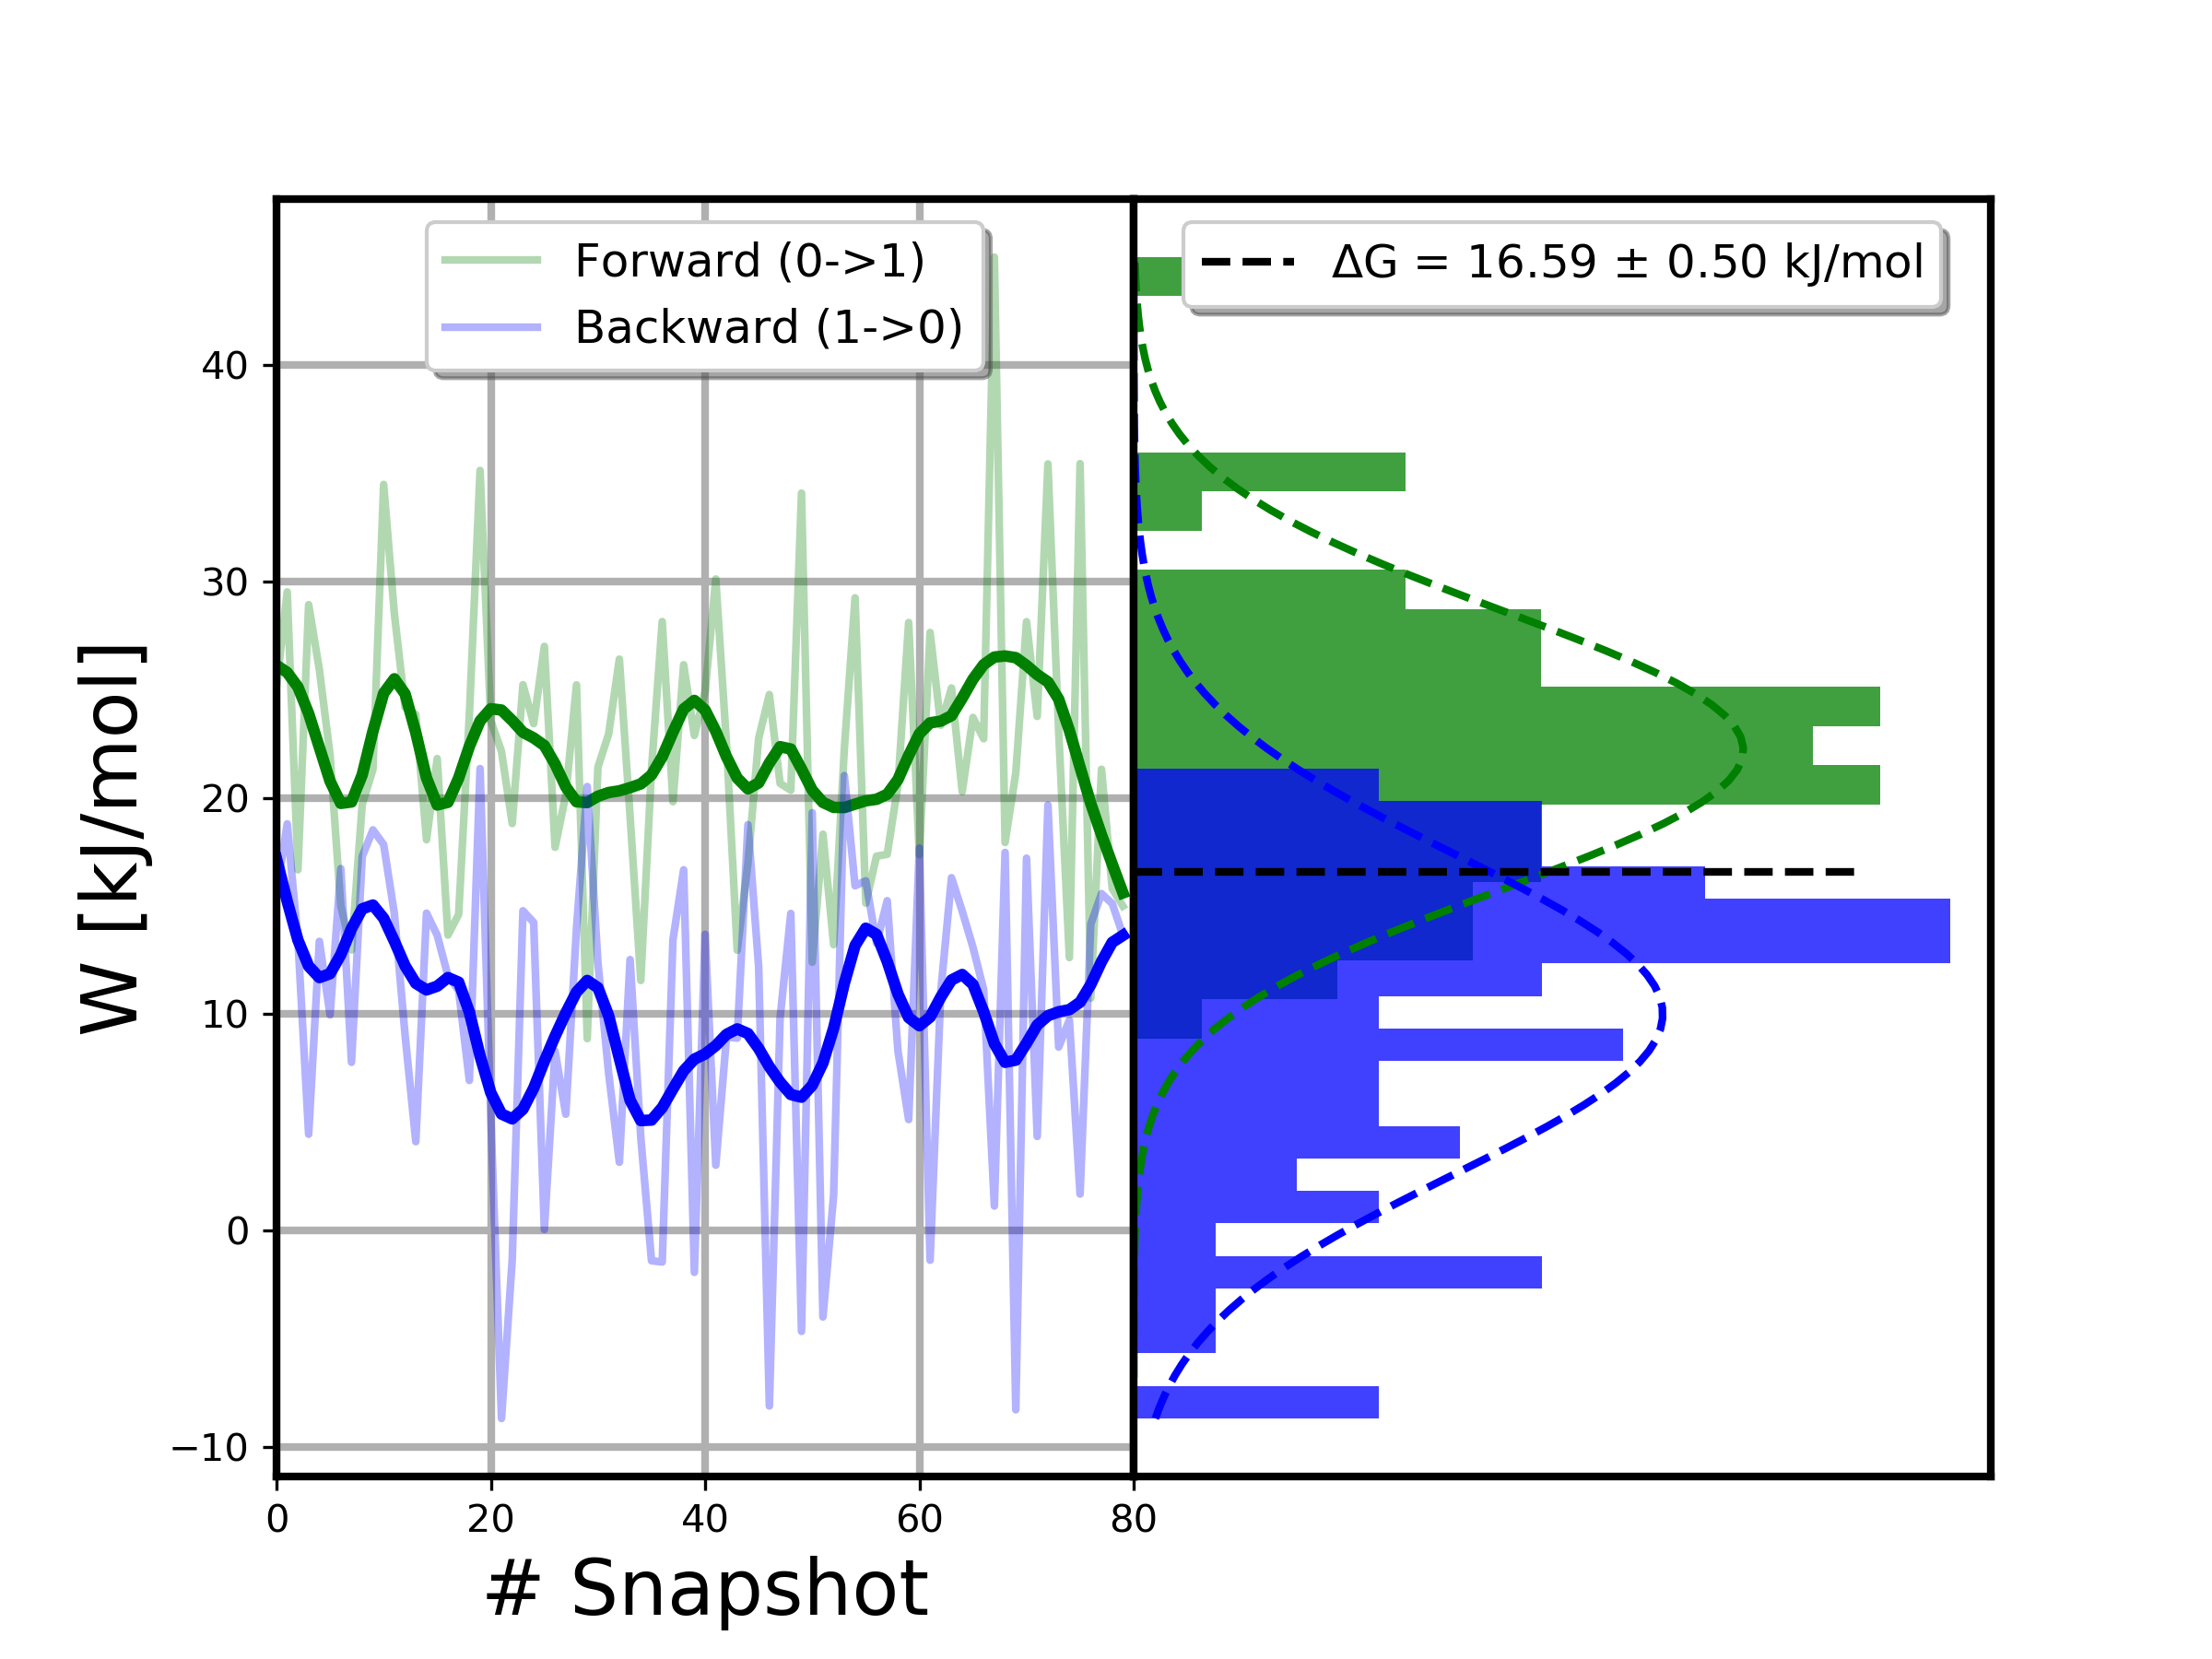 Forward (0->1)
Backward (1->0)
ΔG = 16.59 ± 0.50 kJ/mol
W [kJ/mol]
40
30
20
10
0
−10
0 20 40 60 80
# Snapshot